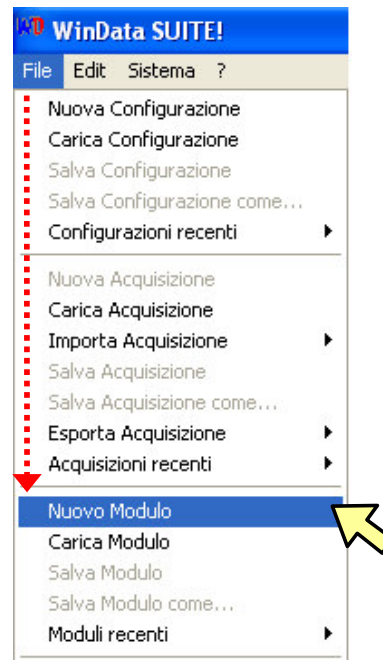 WinData SUITE!
File Edit Sistema ?
Nuova Configurazione
Carica Configurazione
Salva Configurazione
Salva Configurazione come...
Configurazioni recenti
Nuova Acquisizione
Carica Acquisizione
Importa Acquisizione
Salva Acquisizione
Salva Acquisizione come...
Esporta Acquisizione
Acquisizioni recenti
Nuovo Modulo
Carica Modulo
Salva Modulo
Salva Modulo come...
Moduli recenti